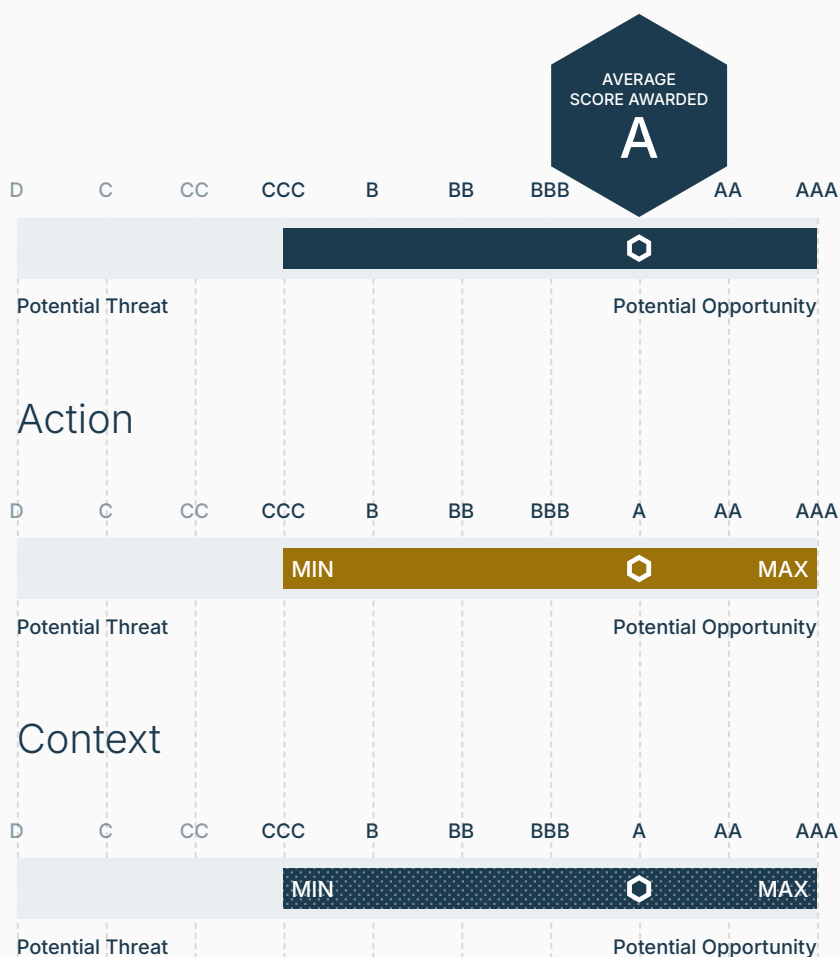 AVERAGE
SCORE AWARDED
A
D C CC CCC B BB BBB AA AAA
Potential Threat Potential Opportunity
Action
D C CC CCC B BB BBB A AA AAA
MIN MAX
Potential Threat Potential Opportunity
Context
D C CC CCC B BB BBB A AA AAA
MIN MAX
Potential Threat Potential Opportunity